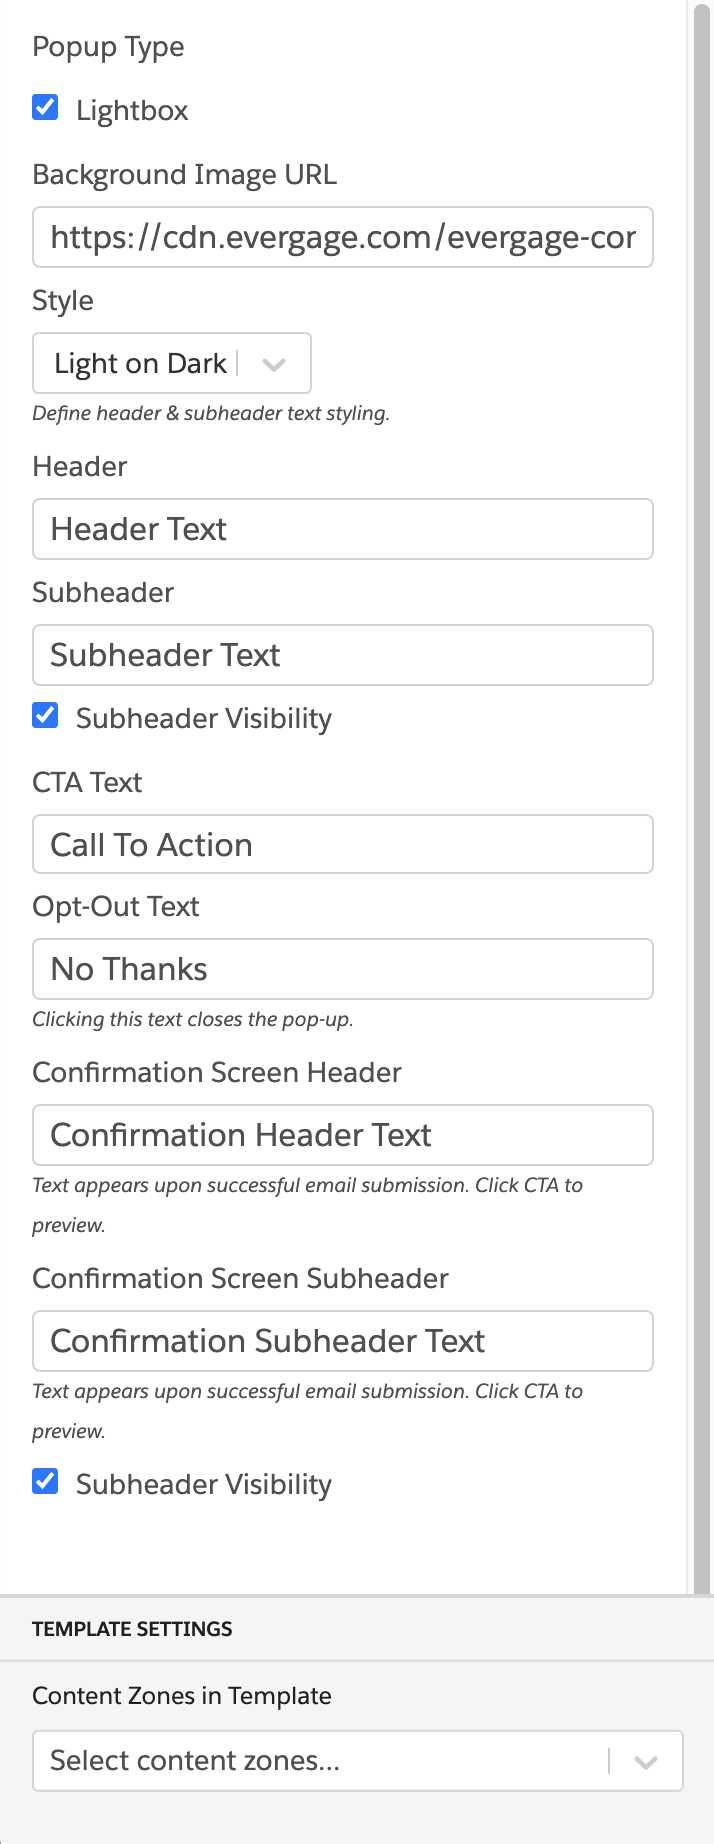 Popup Type
Lightbox
Background Image URL
https://cdn.evergage.com/evergage-cor
Style
Light on Dark
Define header & subheader text styling.
Header
Header Text
Subheader
Subheader Text
Subheader Visibility
CTA Text
Call To Action
Opt-Out Text
No Thanks
Clicking this text closes the pop-up.
Confirmation Screen Header
Confirmation Header Text
Text appears upon successful email submission. Click CTA to
preview.
Confirmation Screen Subheader
Confirmation Subheader Text
Text appears upon successful email submission. Click CTA to
preview.
Subheader Visibility
TEMPLATE SETTINGS
Content Zones in Template
Select content zones...